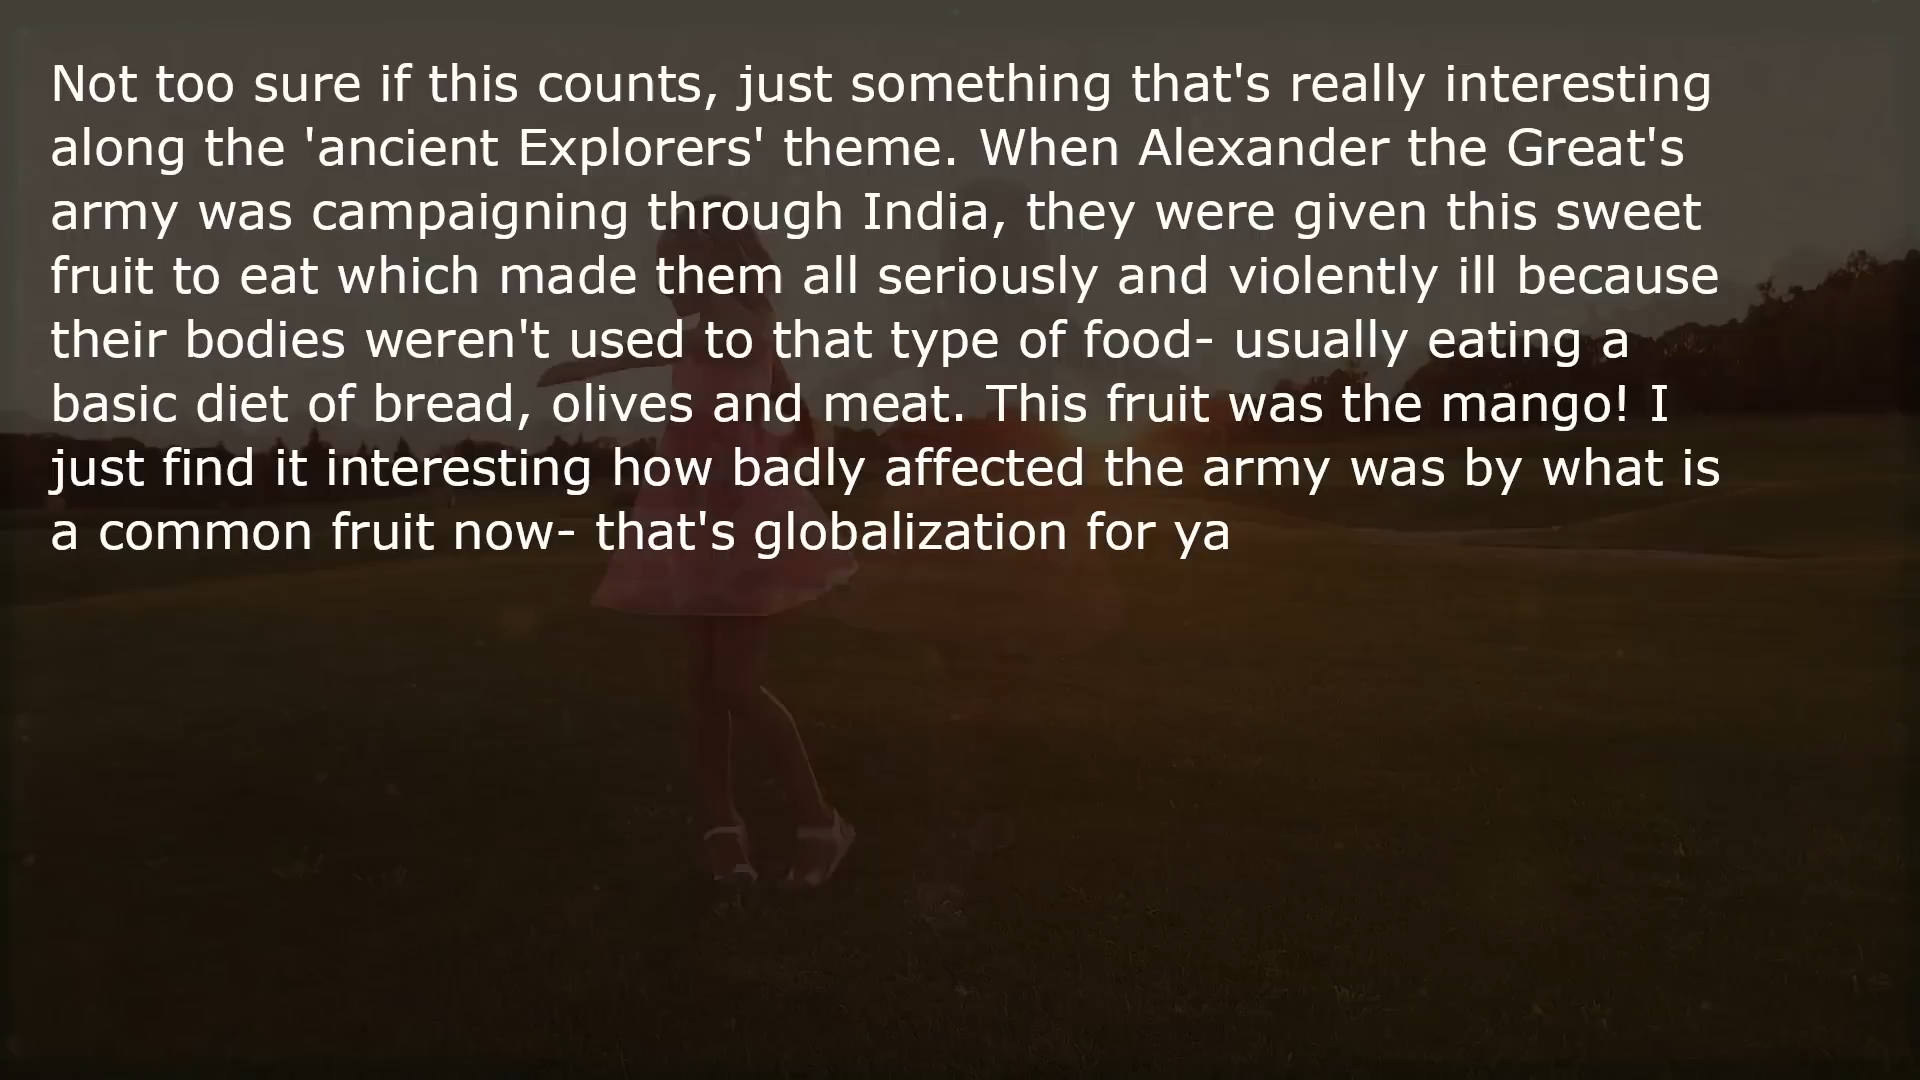 Not too sure if this counts, just something that's really interesting
along the 'ancient Explorers' theme. When Alexander the Great's
army was campaigning through India, they were given this sweet
fruit to eat which made them all seriously and violently ill because
their bodies weren't used to that type of food- usually eating a
basic diet of bread, olives and meat. This fruit was the mango! I
just find it interesting how badly affected the army was by what is
a common fruit now- that's globalization for ya